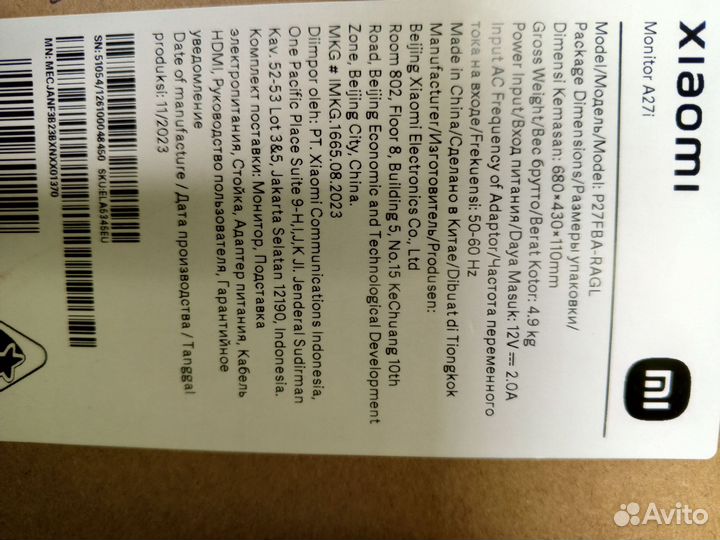 xiaomi
Monitor A27i
Model/Модель/Model: P27FBA-RAGL
Package Dimensions/Размеры упаковки/
Dimensi Kemasan: 680×430×110mm
Gross Weight/Вес брутто/Berat Kotor: 4.9 kg
Power Input/Вход питания/Daya Masuk: 12V ⎓ 2.0A
Input AC Frequency of Adaptor/Частота переменного
тока на входе/Frekuensi: 50-60 Hz
Made in China/Сделано в Китае/Dibuat di Tiongkok
Manufacturer/Изготовитель/Produsen:
Beijing Xiaomi Electronics Co., Ltd
Room 802, Floor 8, Building 5, No.15 KeChuang 10th
Road, Beijing Economic and Technological Development
Zone, Beijing City, China.
MKG # IMKG.1665.08.2023
Diimpor oleh: PT. Xiaomi Communications Indonesia,
One Pacific Place Suite 9-H,I,J,K Jl. Jenderal Sudirman
Kav. 52-53 Lot 3&5, Jakarta Selatan 12190, Indonesia.
Комплект поставки: Монитор, Подставка
электропитания, Стойка, Адаптер питания, Кабель
HDMI, Руководство пользователя, Гарантийное
уведомление
Date of manufacture / Дата производства / Tanggal
produksi: 11/2023
SN: 51054/126100048450 SKU:ELA5345EU
MN: MECJANF3B239IXNXX01370
mi
Avito